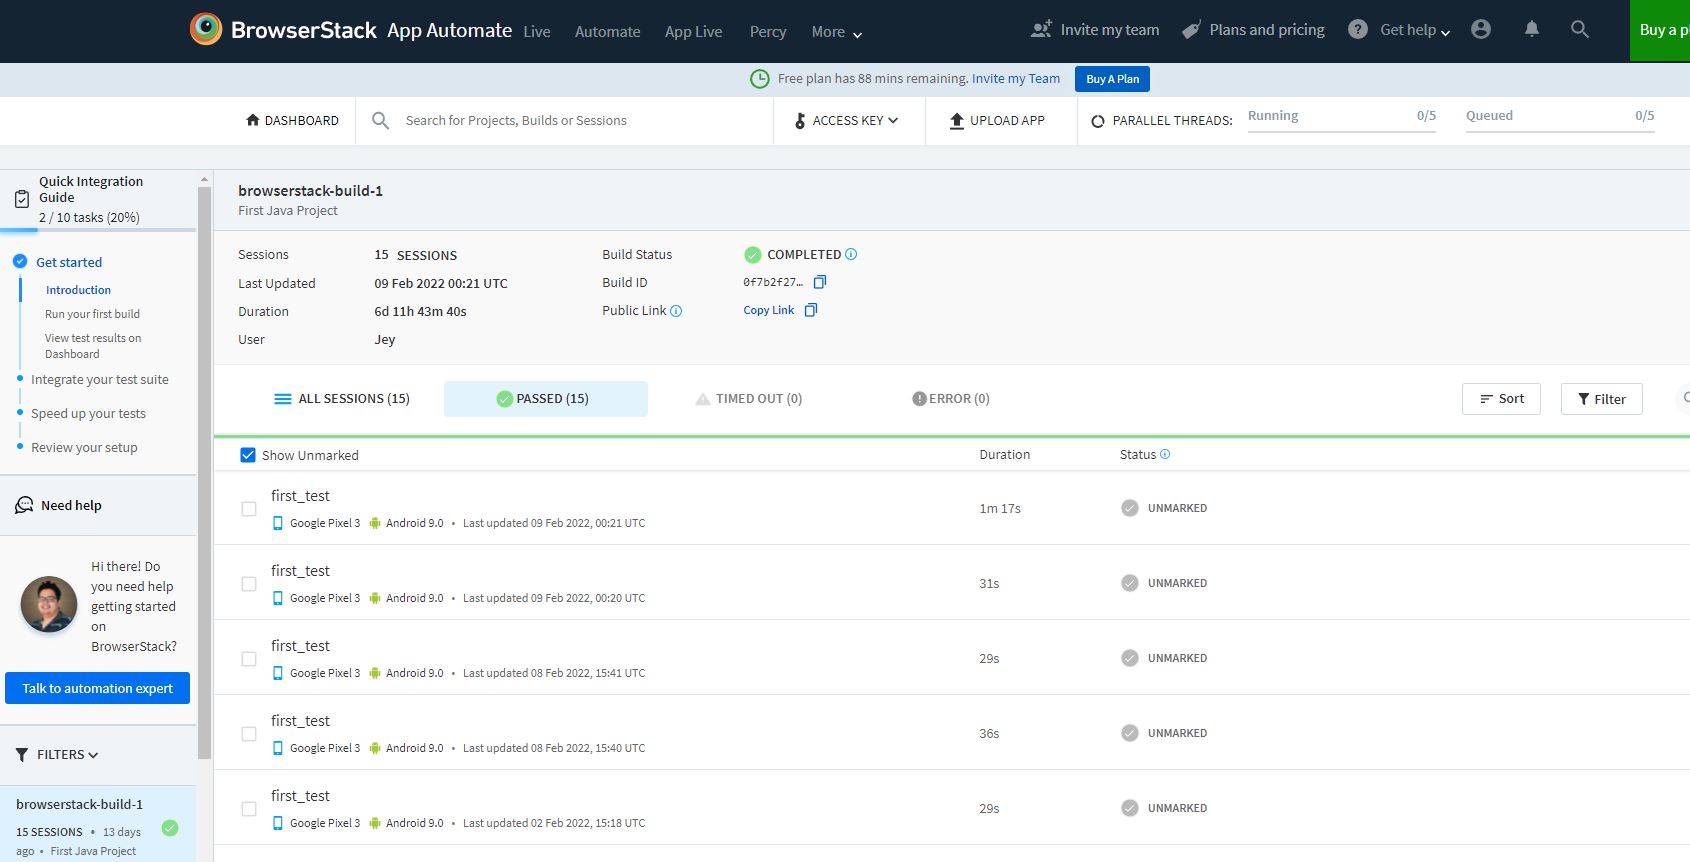 BrowserStack App Automate Live Automate App Live Percy More Invite my team Plans and pricing ? Get help Buy a p
Free plan has 88 mins remaining. Invite my Team Buy A Plan
DASHBOARD Search for Projects, Builds or Sessions ACCESS KEY UPLOAD APP PARALLEL THREADS: Running 0/5 Queued 0/5
Quick Integration
Guide
2 / 10 tasks (20%)
Get started
Introduction
Run your first build
View test results on
Dashboard
Integrate your test suite
Speed up your tests
Review your setup
Need help
Hi there! Do
you need help
getting started
on
BrowserStack?
Talk to automation expert
FILTERS
browserstack-build-1
15 SESSIONS • 13 days
ago • First Java Project
browserstack-build-1
First Java Project
Sessions 15 SESSIONS Build Status COMPLETED
Last Updated 09 Feb 2022 00:21 UTC Build ID 0f7b2f27…
Duration 6d 11h 43m 40s Public Link Copy Link
User Jey
ALL SESSIONS (15) PASSED (15) TIMED OUT (0) ERROR (0) Sort Filter
Show Unmarked Duration Status
first_test
Google Pixel 3 Android 9.0 • Last updated 09 Feb 2022, 00:21 UTC 1m 17s UNMARKED
first_test
Google Pixel 3 Android 9.0 • Last updated 09 Feb 2022, 00:20 UTC 31s UNMARKED
first_test
Google Pixel 3 Android 9.0 • Last updated 08 Feb 2022, 15:41 UTC 29s UNMARKED
first_test
Google Pixel 3 Android 9.0 • Last updated 08 Feb 2022, 15:40 UTC 36s UNMARKED
first_test
Google Pixel 3 Android 9.0 • Last updated 02 Feb 2022, 15:18 UTC 29s UNMARKED